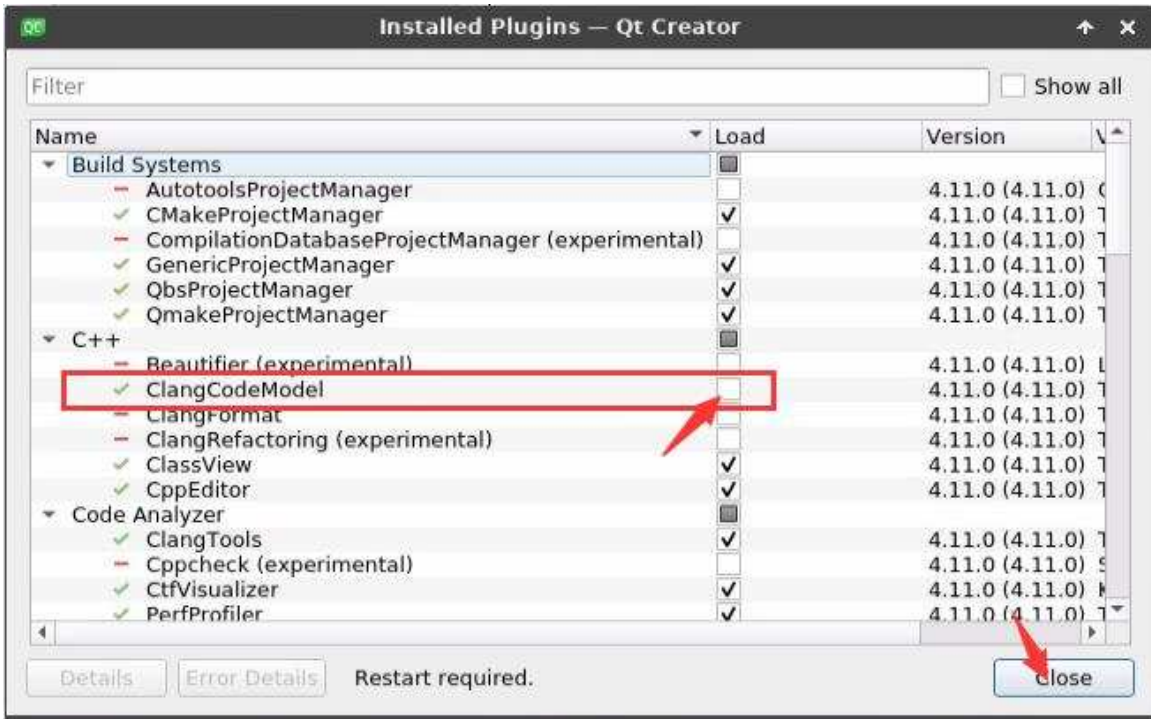 QC Installed Plugins — Qt Creator
Filter Show all
Name Load Version
Build Systems
AutotoolsProjectManager 4.11.0 (4.11.0)
CMakeProjectManager 4.11.0 (4.11.0) T
CompilationDatabaseProjectManager (experimental) 4.11.0 (4.11.0) T
GenericProjectManager 4.11.0 (4.11.0) T
QbsProjectManager 4.11.0 (4.11.0) T
QmakeProjectManager 4.11.0 (4.11.0) T
C++
Beautifier (experimental) 4.11.0 (4.11.0) L
ClangCodeModel 4.11.0 (4.11.0) T
ClangFormat 4.11.0 (4.11.0) T
ClangRefactoring (experimental) 4.11.0 (4.11.0) T
ClassView 4.11.0 (4.11.0) T
CppEditor 4.11.0 (4.11.0) T
Code Analyzer
ClangTools 4.11.0 (4.11.0) T
Cppcheck (experimental) 4.11.0 (4.11.0) S
CtfVisualizer 4.11.0 (4.11.0) K
PerfProfiler 4.11.0 (4.11.0) T
Details Error Details Restart required. Close